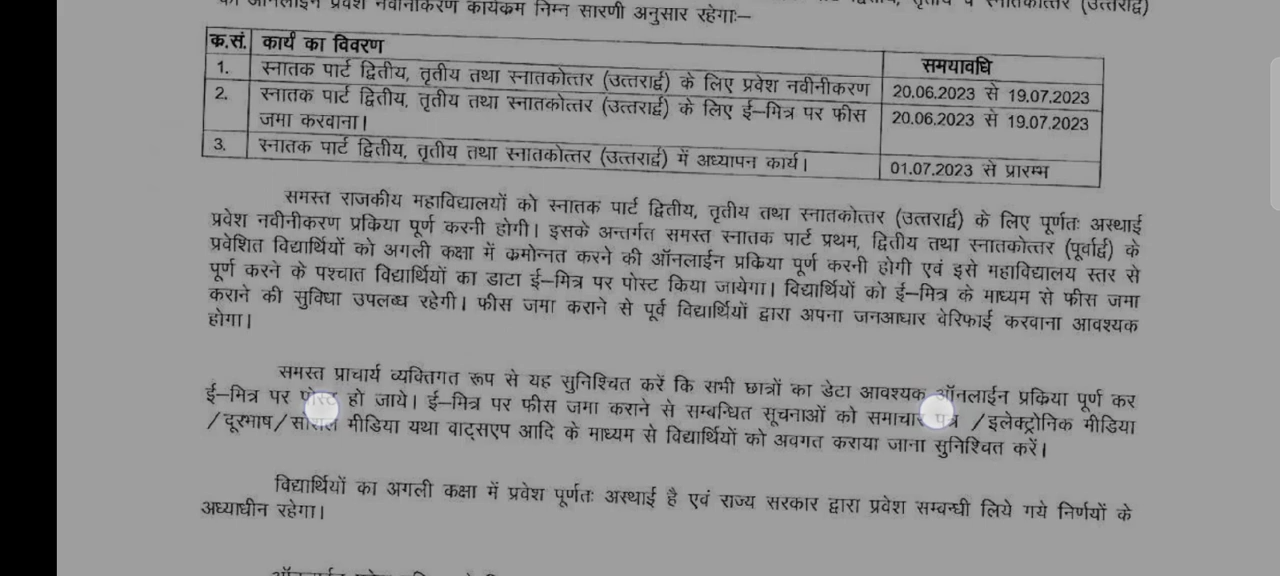 का ऑनलाईन प्रवेश नवीनीकरण कार्यक्रम निम्न सारणी अनुसार रहेगाः–
क.सं. कार्य का विवरण समयावधि
1. स्नातक पार्ट द्वितीय, तृतीय तथा स्नातकोत्तर (उत्तरार्द्ध) के लिए प्रवेश नवीनीकरण 20.06.2023 से 19.07.2023
2. स्नातक पार्ट द्वितीय, तृतीय तथा स्नातकोत्तर (उत्तरार्द्ध) के लिए ई–मित्र पर फीस 20.06.2023 से 19.07.2023
जमा करवाना।
3. स्नातक पार्ट द्वितीय, तृतीय तथा स्नातकोत्तर (उत्तरार्द्ध) में अध्यापन कार्य। 01.07.2023 से प्रारम्भ
समस्त राजकीय महाविद्यालयों को स्नातक पार्ट द्वितीय, तृतीय तथा स्नातकोत्तर (उत्तरार्द्ध) के लिए पूर्णतः अस्थाई
प्रवेश नवीनीकरण प्रकिया पूर्ण करनी होगी। इसके अन्तर्गत समस्त स्नातक पार्ट प्रथम, द्वितीय तथा स्नातकोत्तर (पूर्वार्द्ध) के
प्रवेशित विद्यार्थियों को अगली कक्षा में कमोन्नत करने की ऑनलाईन प्रकिया पूर्ण करनी होगी एवं इसे महाविद्यालय स्तर से
पूर्ण करने के पश्चात विद्यार्थियों का डाटा ई–मित्र पर पोस्ट किया जायेगा। विद्यार्थियों को ई–मित्र के माध्यम से फीस जमा
कराने की सुविधा उपलब्ध रहेगी। फीस जमा कराने से पूर्व विद्यार्थियों द्वारा अपना जनआधार वेरिफाई करवाना आवश्यक
होगा।
समस्त प्राचार्य व्यक्तिगत रूप से यह सुनिश्चित करें कि सभी छात्रों का डेटा आवश्यक ऑनलाईन प्रकिया पूर्ण कर
ई–मित्र पर पोस्ट हो जाये। ई–मित्र पर फीस जमा कराने से सम्बन्धित सूचनाओं को समाचार पत्र /इलेक्ट्रोनिक मीडिया
/दूरभाष/सोशल मीडिया यथा वाट्सएप आदि के माध्यम से विद्यार्थियों को अवगत कराया जाना सुनिश्चित करें।
विद्यार्थियों का अगली कक्षा में प्रवेश पूर्णतः अस्थाई है एवं राज्य सरकार द्वारा प्रवेश सम्बन्धी लिये गये निर्णयों के
अध्याधीन रहेगा।